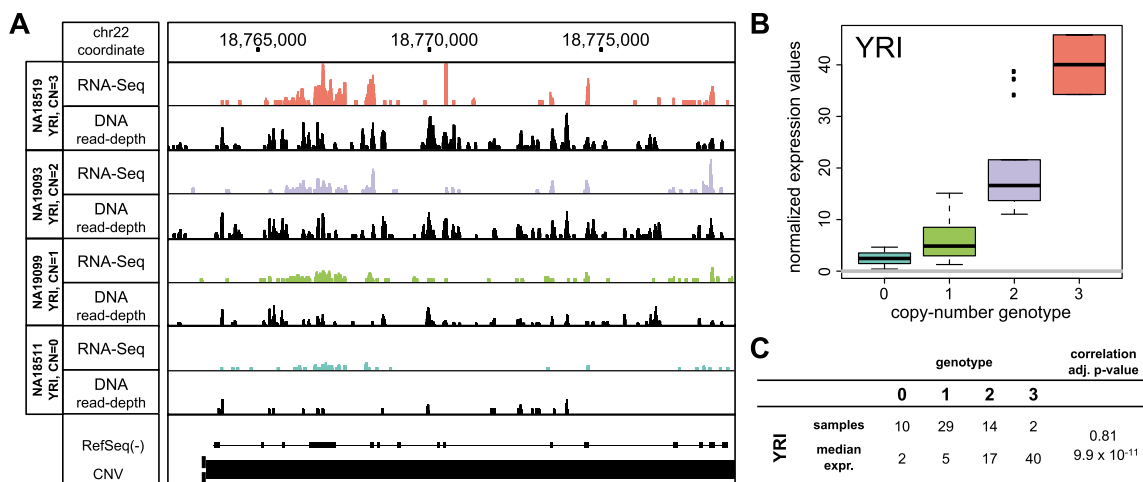 A
chr22
coordinate
18,765,000 18,770,000 18,775,000
NA18519
YRI, CN=3
RNA-Seq
DNA
read-depth
NA19093
YRI, CN=2
RNA-Seq
DNA
read-depth
NA19099
YRI, CN=1
RNA-Seq
DNA
read-depth
NA18511
YRI, CN=0
RNA-Seq
DNA
read-depth
RefSeq(-)
CNV
B
YRI
normalized expression values
40
30
20
10
0
0 1 2 3
copy-number genotype
C
genotype
correlation
adj. p-value
0 1 2 3
YRI
samples 10 29 14 2
median
expr. 2 5 17 40
0.81
9.9 x 10⁻¹¹